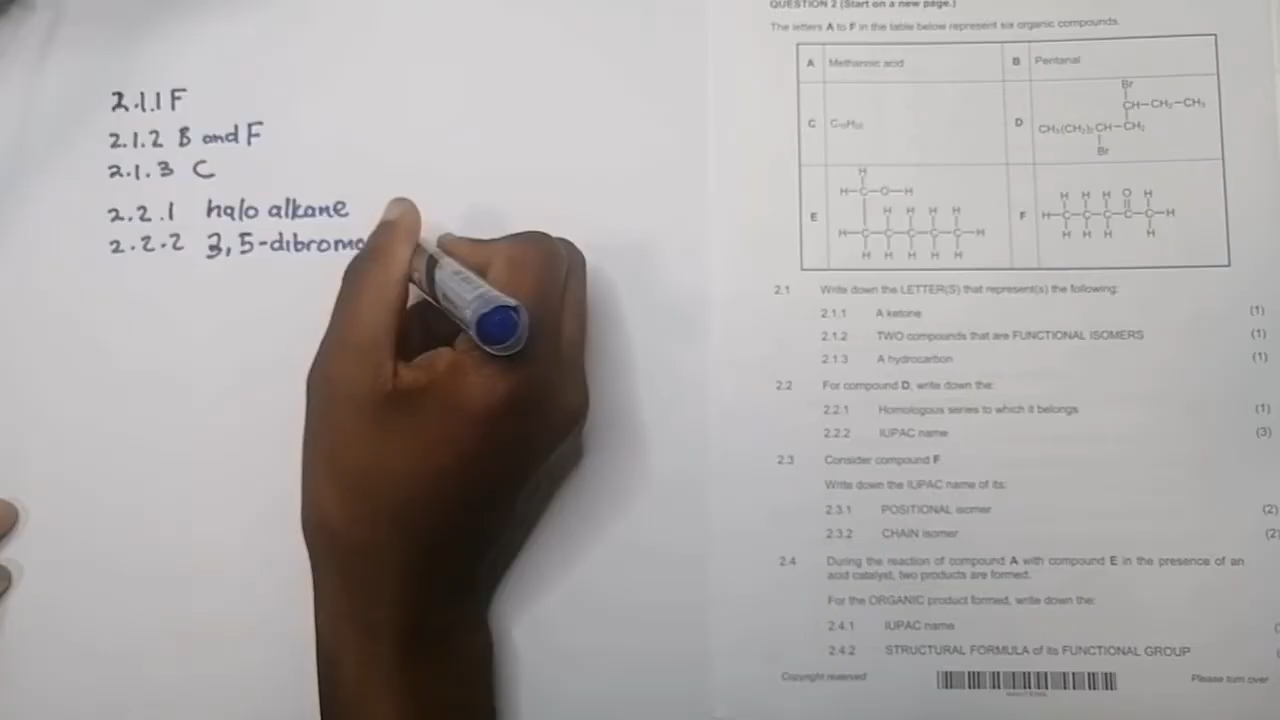 2.1.1 F
2.1.2 B and F
2.1.3 C
2.2.1 halo alkane
2.2.2 3,5-dibromo
QUESTION 2 (Start on a new page.)
The letters A to F in the table below represent six organic compounds.
A Methanoic acid B Pentanal
C D
Br
CH-CH₂-CH₃
CH-CH₂
Br
E
H
H-C-O-H
H H H H
H-C-C-C-C-C-H
H H H H H
F
H H H O H
H-C-C-C-C-C-H
H H H H
2.1 Write down the LETTER(S) that represent(s) the following:
2.1.1 A ketone (1)
2.1.2 TWO compounds that are FUNCTIONAL ISOMERS (1)
2.1.3 A hydrocarbon (1)
2.2 For compound D, write down the:
2.2.1 Homologous series to which it belongs (1)
2.2.2 IUPAC name (3)
2.3 Consider compound F
Write down the IUPAC name of its:
2.3.1 POSITIONAL isomer (2)
2.3.2 CHAIN isomer (2)
2.4 During the reaction of compound A with compound E in the presence of an
acid catalyst, two products are formed.
For the ORGANIC product formed, write down the:
2.4.1 IUPAC name
2.4.2 STRUCTURAL FORMULA of its FUNCTIONAL GROUP
Copyright reserved Please turn over